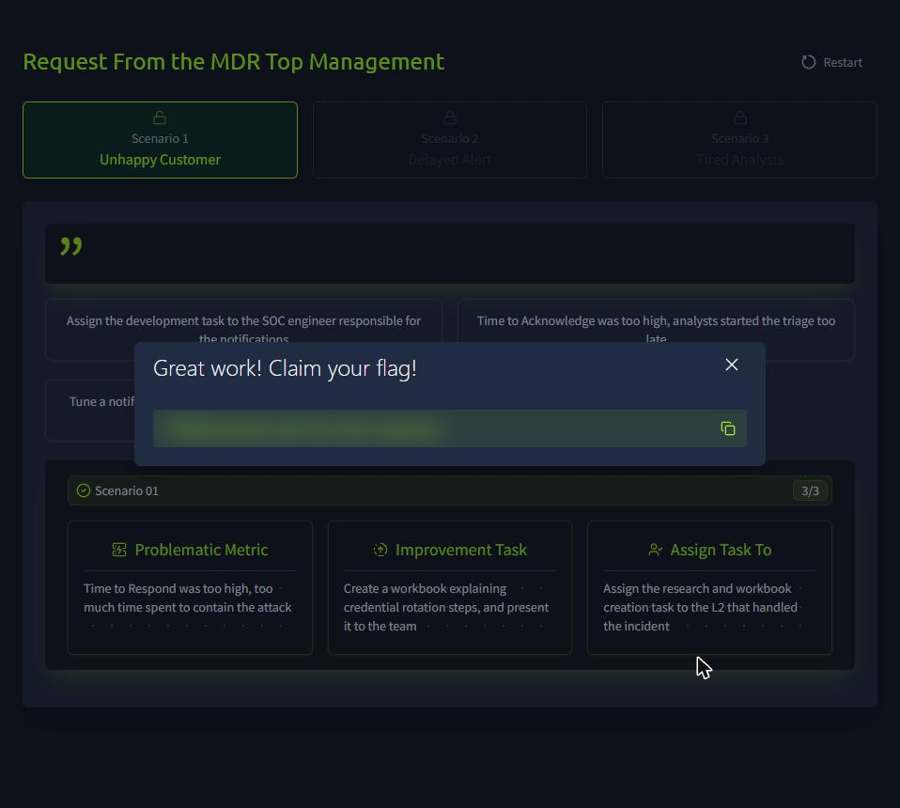 Request From the MDR Top Management
Restart
Scenario 1
Unhappy Customer
Scenario 2
Delayed Alert
Scenario 3
Tired Analysts
”
Assign the development task to the SOC engineer responsible for
the notifications
Time to Acknowledge was too high, analysts started the triage too
late
Tune a notif
Great work! Claim your flag!
Scenario 01
3/3
Problematic Metric
Time to Respond was too high, too
much time spent to contain the attack
Improvement Task
Create a workbook explaining
credential rotation steps, and present
it to the team
Assign Task To
Assign the research and workbook
creation task to the L2 that handled
the incident